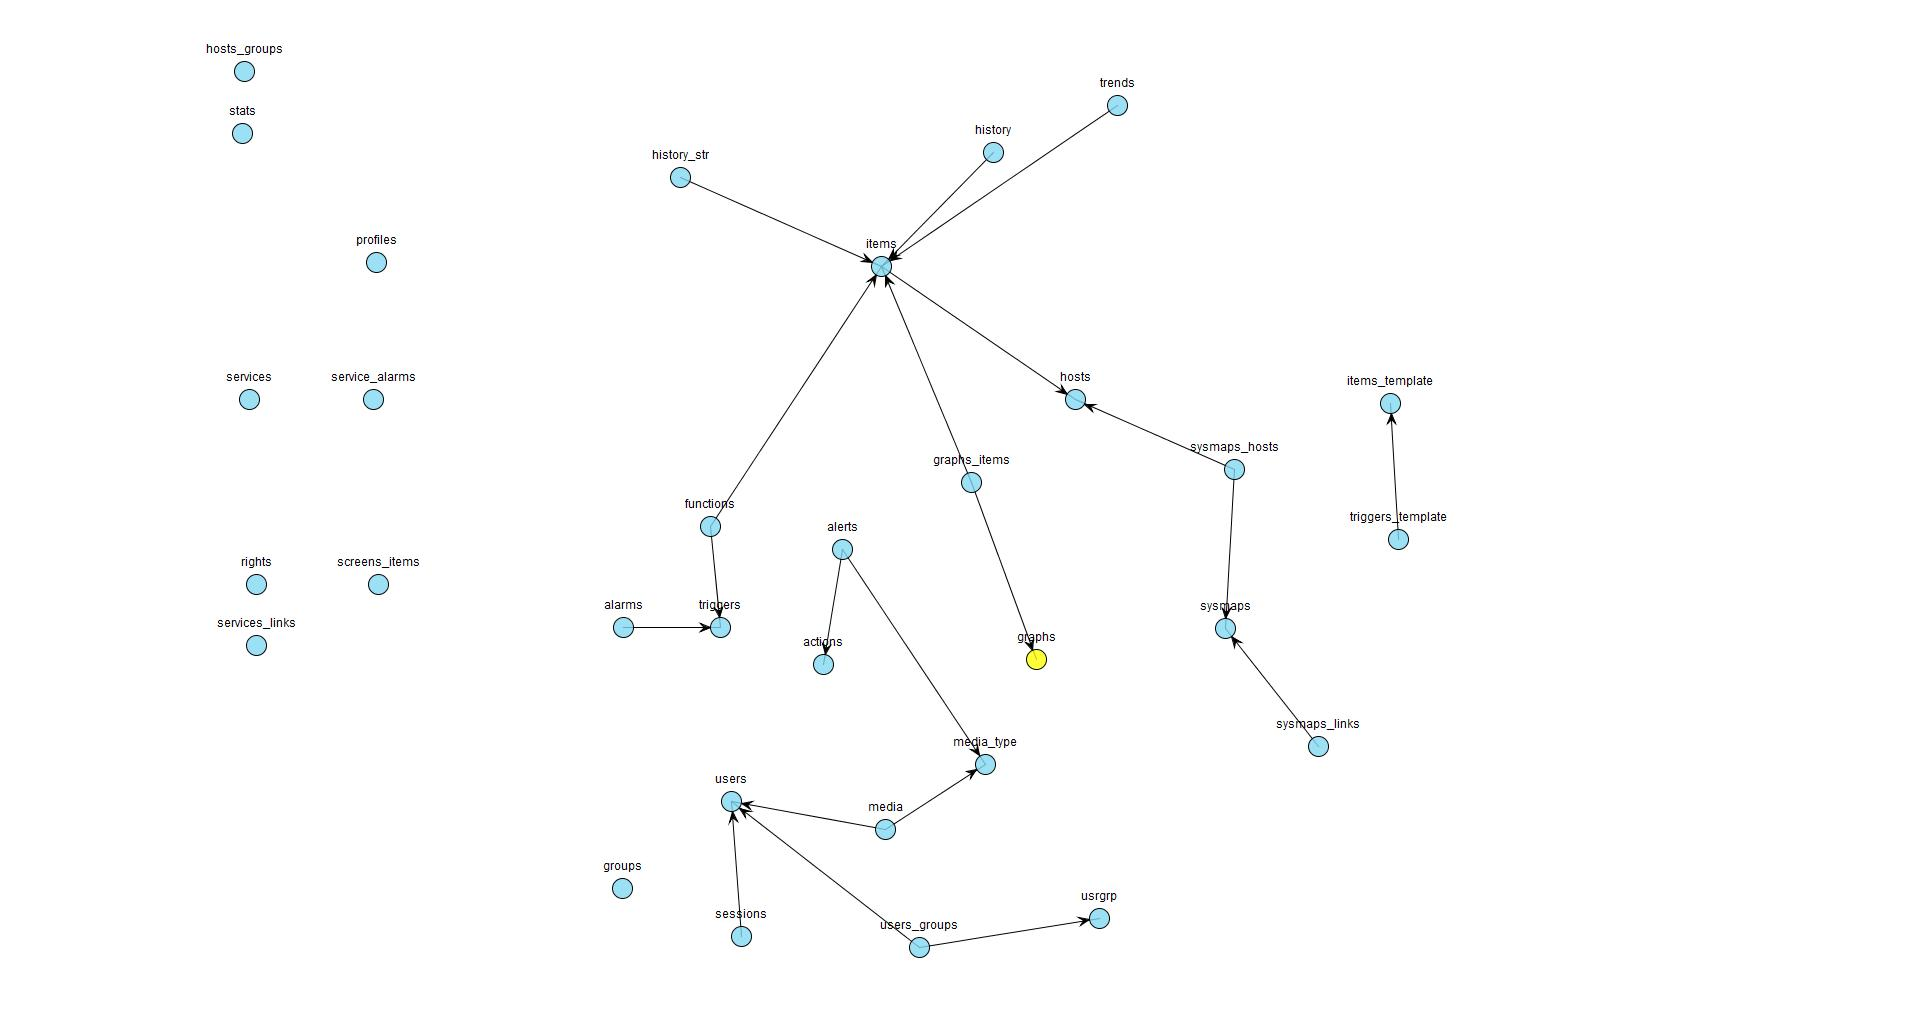 hosts_groups
stats
trends
history
history_str
profiles
items
services
service_alarms
hosts
items_template
sysmaps_hosts
graphs_items
functions
triggers_template
alerts
rights
screens_items
alarms
triggers
sysmaps
services_links
actions
graphs
sysmaps_links
media_type
users
media
groups
usrgrp
sessions
users_groups